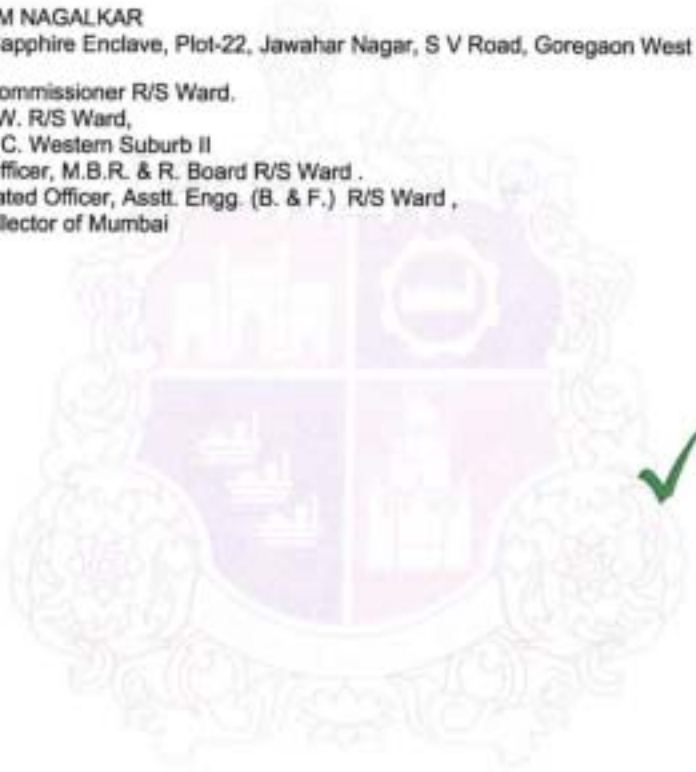 M NAGALKAR
apphire Enclave, Plot-22, Jawahar Nagar, S V Road, Goregaon West
ommissioner R/S Ward.
W. R/S Ward,
C. Western Suburb II
fficer, M.B.R. & R. Board R/S Ward .
ated Officer, Asstt. Engg. (B. & F.) R/S Ward ,
llector of Mumbai